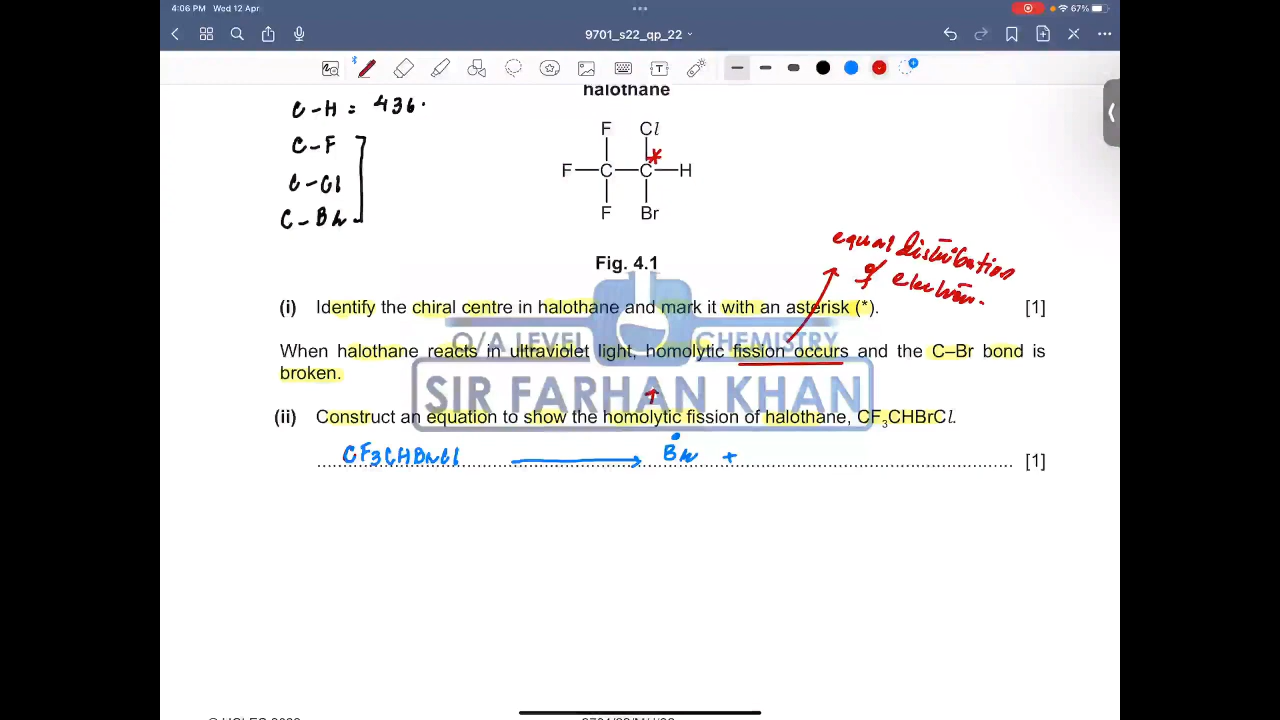 4:06 PM Wed 12 Apr
67%
9701_s22_qp_22
halothane
C-H = 436.
C-F
C-Cl
C-Br
F Cl
*
F C C H
F Br
equal distribution
of electron.
Fig. 4.1
(i) Identify the chiral centre in halothane and mark it with an asterisk (*). [1]
O/A LEVEL CHEMISTRY
When halothane reacts in ultraviolet light, homolytic fission occurs and the C–Br bond is
broken.
SIR FARHAN KHAN
(ii) Construct an equation to show the homolytic fission of halothane, CF₃CHBrCl.
CF₃CHBrCl → Br• + [1]